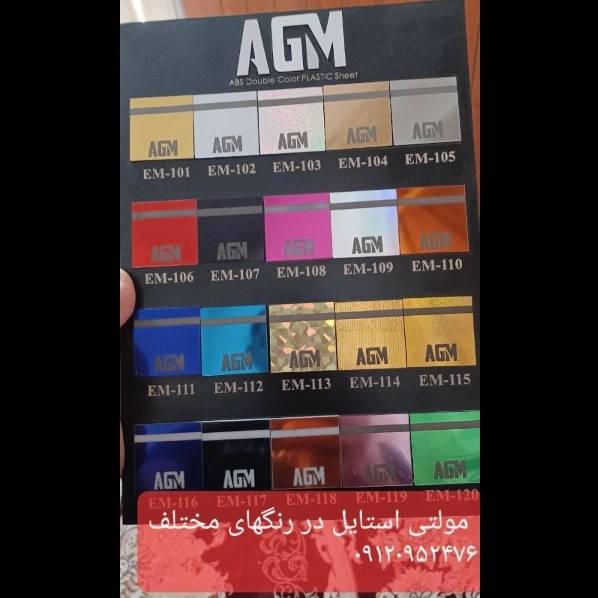 AGM
ABS Double Color PLASTIC Sheet
AGM AGM AGM AGM AGM
EM-101 EM-102 EM-103 EM-104 EM-105
AGM AGM AGM AGM AGM
EM-106 EM-107 EM-108 EM-109 EM-110
AGM AGM AGM AGM AGM
EM-111 EM-112 EM-113 EM-114 EM-115
AGM AGM AGM AGM AGM
EM-116 EM-117 EM-118 EM-119 EM-120
مولتی استایل در رنگهای مختلف
۰۹۱۲۰۹۵۲۴۷۶